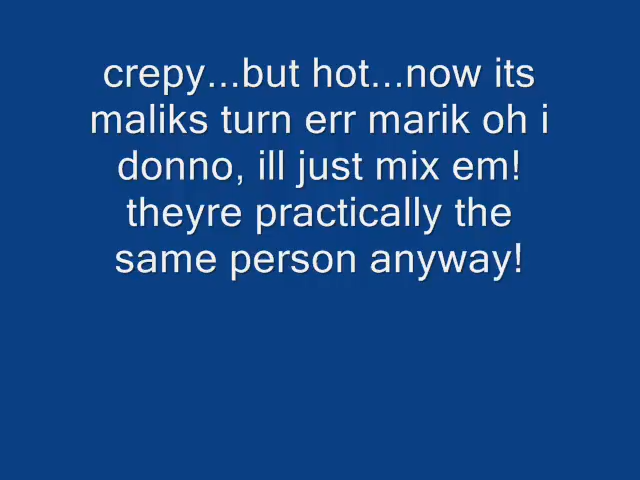 crepy...but hot...now its
maliks turn err marik oh i
donno, ill just mix em!
theyre practically the
same person anyway!